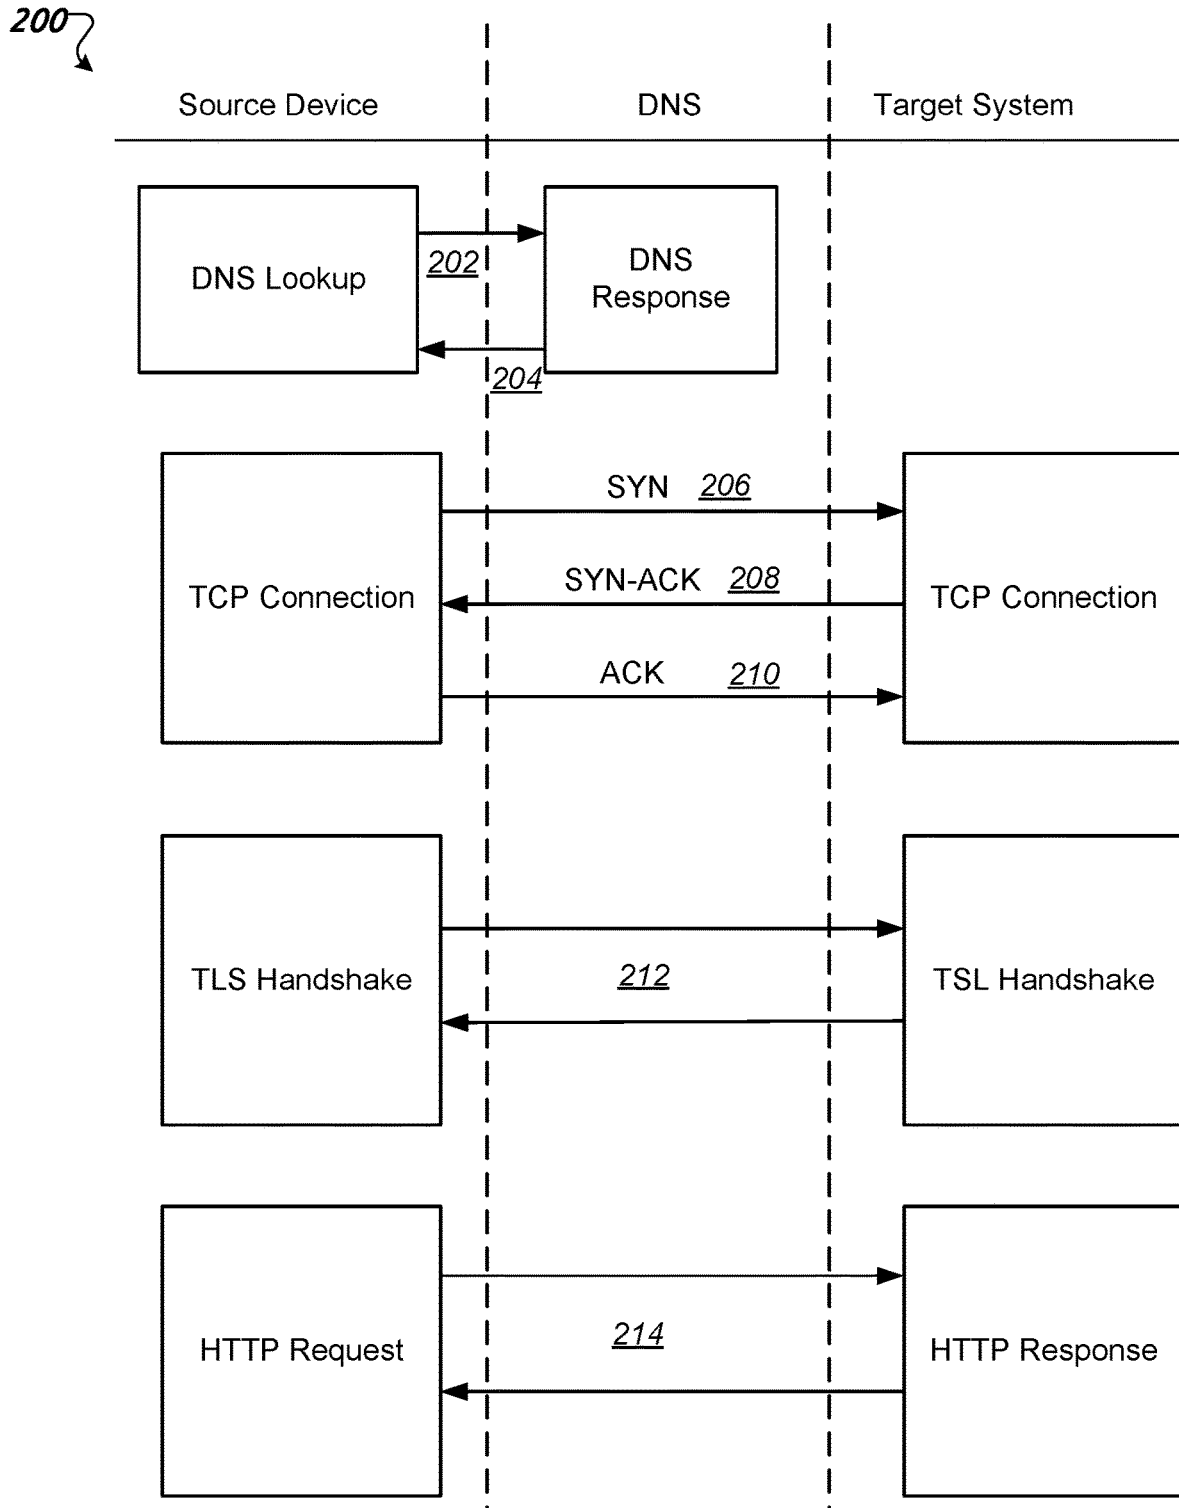 200
Source Device
DNS
Target System
DNS Lookup
202
DNS
Response
204
SYN 206
TCP Connection
SYN-ACK 208
TCP Connection
ACK 210
TLS Handshake
212
TSL Handshake
HTTP Request
214
HTTP Response